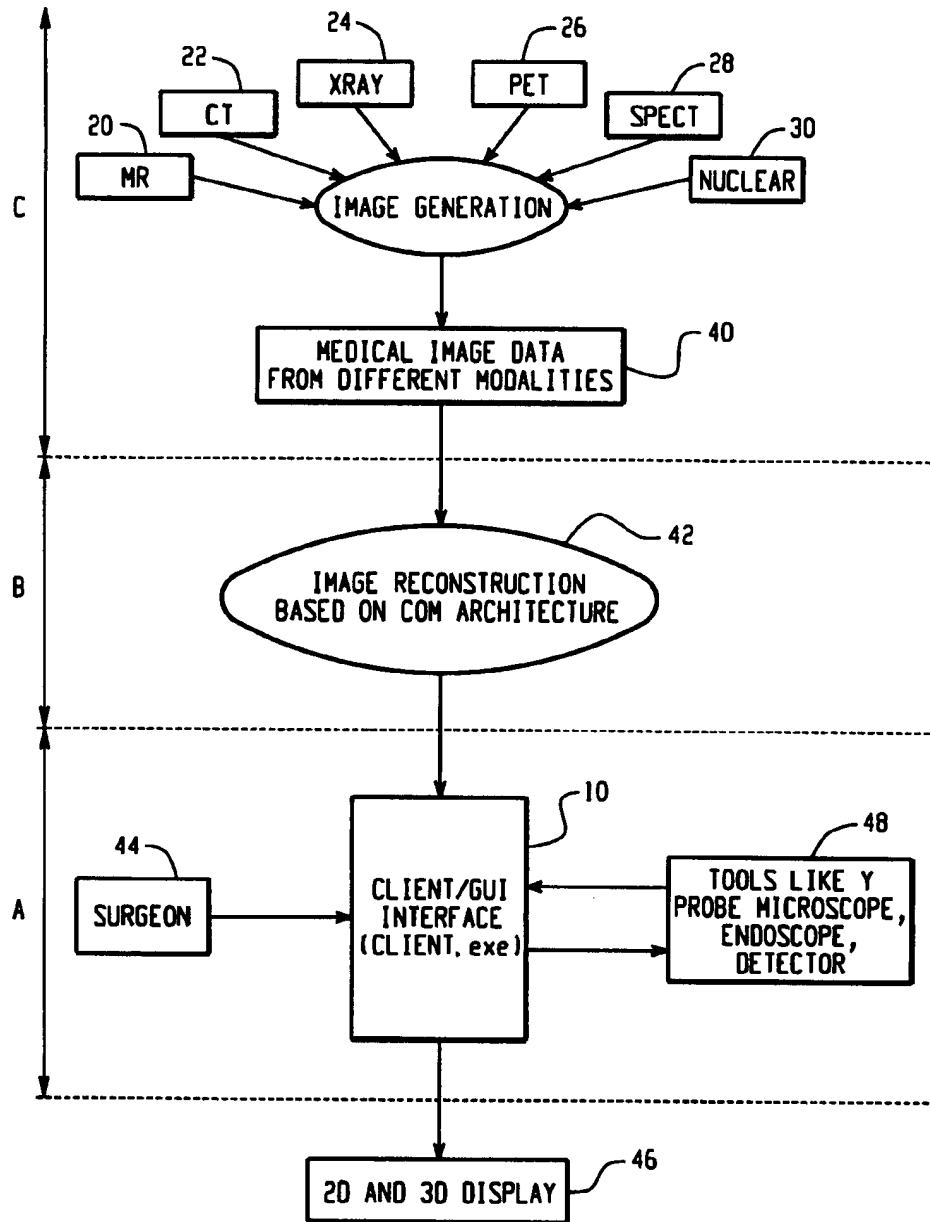 24
26
22
XRAY
PET
28
20
CT
SPECT
30
MR
NUCLEAR
C
IMAGE GENERATION
40
MEDICAL IMAGE DATA
FROM DIFFERENT MODALITIES
42
B
IMAGE RECONSTRUCTION
BASED ON COM ARCHITECTURE
10
44
48
A
SURGEON
CLIENT/GUI
INTERFACE
(CLIENT.exe)
TOOLS LIKE Y
PROBE MICROSCOPE,
ENDOSCOPE,
DETECTOR
46
2D AND 3D DISPLAY